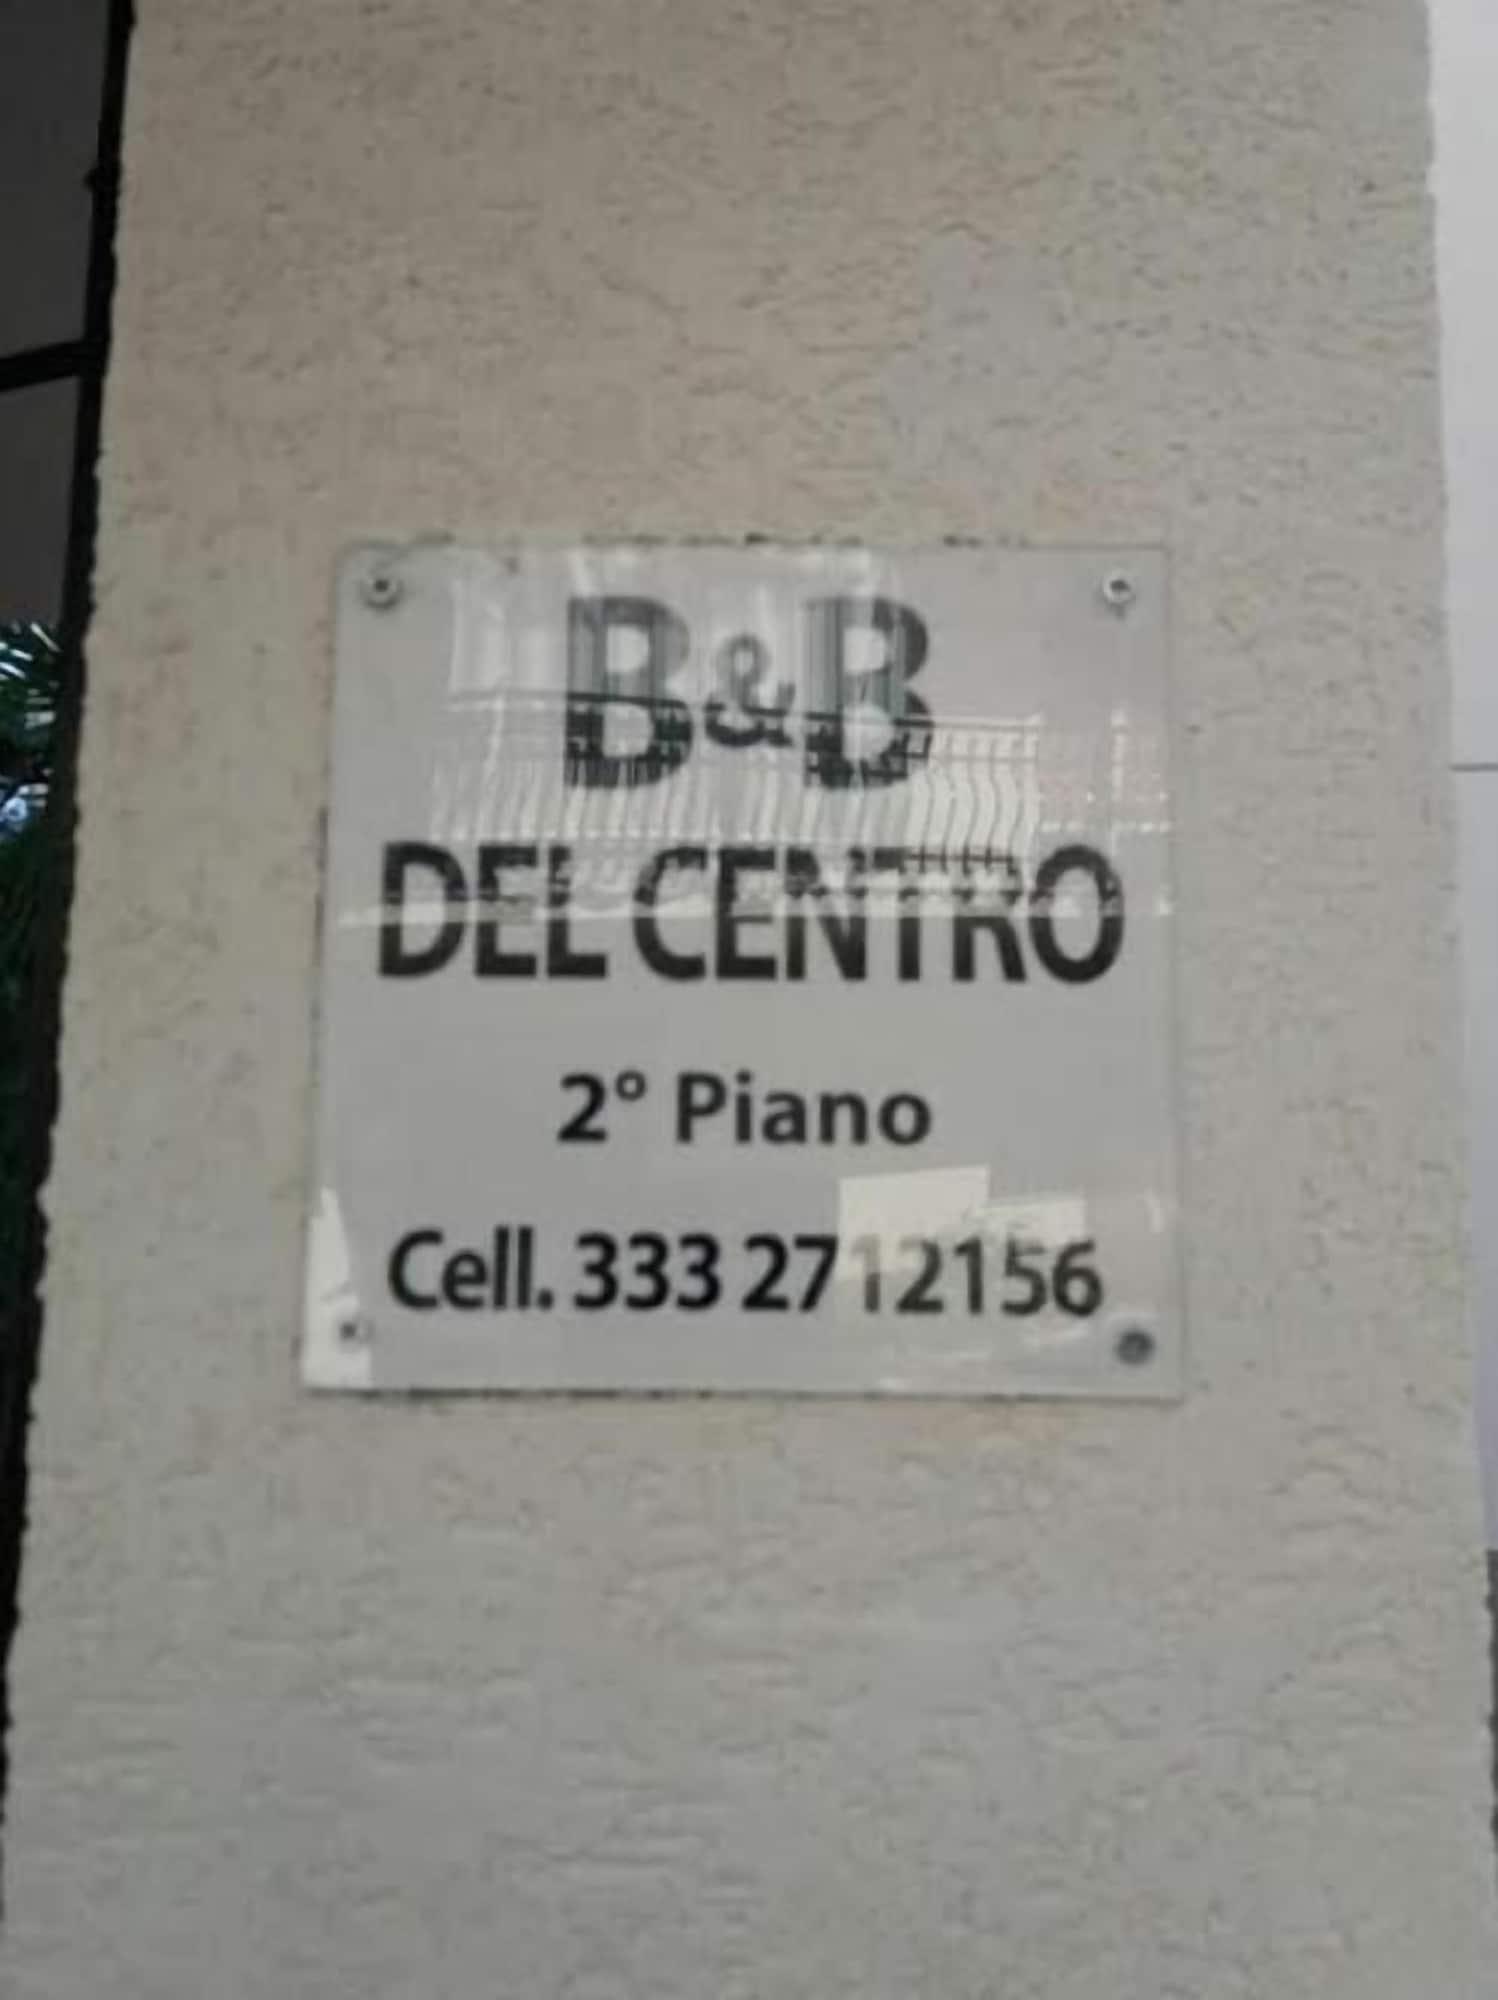 B&B
DEL CENTRO
2° Piano
Cell. 333 2712156